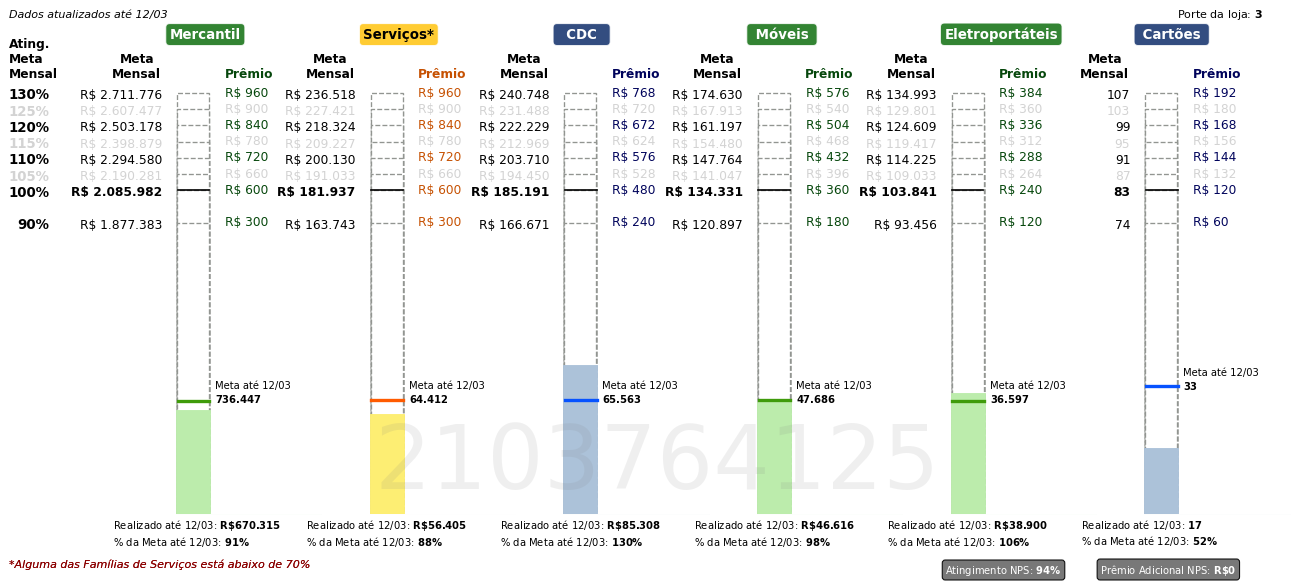 Dados atualizados até 12/03 Porte da loja: 3
Mercantil Serviços* CDC Móveis Eletroportáteis Cartões
Ating. Meta Mensal Meta Mensal Prêmio Meta Mensal Prêmio Meta Mensal Prêmio Meta Mensal Prêmio Meta Mensal Prêmio Meta Mensal Prêmio
130% R$ 2.711.776 R$ 960 R$ 236.518 R$ 960 R$ 240.748 R$ 768 R$ 174.630 R$ 576 R$ 134.993 R$ 384 107 R$ 192
125% R$ 2.607.477 R$ 900 R$ 227.421 R$ 900 R$ 231.488 R$ 720 R$ 167.913 R$ 540 R$ 129.801 R$ 360 103 R$ 180
120% R$ 2.503.178 R$ 840 R$ 218.324 R$ 840 R$ 222.229 R$ 672 R$ 161.197 R$ 504 R$ 124.609 R$ 336 99 R$ 168
115% R$ 2.398.879 R$ 780 R$ 209.227 R$ 780 R$ 212.969 R$ 624 R$ 154.480 R$ 468 R$ 119.417 R$ 312 95 R$ 156
110% R$ 2.294.580 R$ 720 R$ 200.130 R$ 720 R$ 203.710 R$ 576 R$ 147.764 R$ 432 R$ 114.225 R$ 288 91 R$ 144
105% R$ 2.190.281 R$ 660 R$ 191.033 R$ 660 R$ 194.450 R$ 528 R$ 141.047 R$ 396 R$ 109.033 R$ 264 87 R$ 132
100% R$ 2.085.982 R$ 600 R$ 181.937 R$ 600 R$ 185.191 R$ 480 R$ 134.331 R$ 360 R$ 103.841 R$ 240 83 R$ 120
90% R$ 1.877.383 R$ 300 R$ 163.743 R$ 300 R$ 166.671 R$ 240 R$ 120.897 R$ 180 R$ 93.456 R$ 120 74 R$ 60
Meta até 12/03 Meta até 12/03 Meta até 12/03 Meta até 12/03 Meta até 12/03 Meta até 12/03
736.447 64.412 65.563 47.686 36.597 33
2103764125
Realizado até 12/03: R$670.315 Realizado até 12/03: R$56.405 Realizado até 12/03: R$85.308 Realizado até 12/03: R$46.616 Realizado até 12/03: R$38.900 Realizado até 12/03: 17
% da Meta até 12/03: 91% % da Meta até 12/03: 88% % da Meta até 12/03: 130% % da Meta até 12/03: 98% % da Meta até 12/03: 106% % da Meta até 12/03: 52%
*Alguma das Famílias de Serviços está abaixo de 70% Atingimento NPS: 94% Prêmio Adicional NPS: R$0